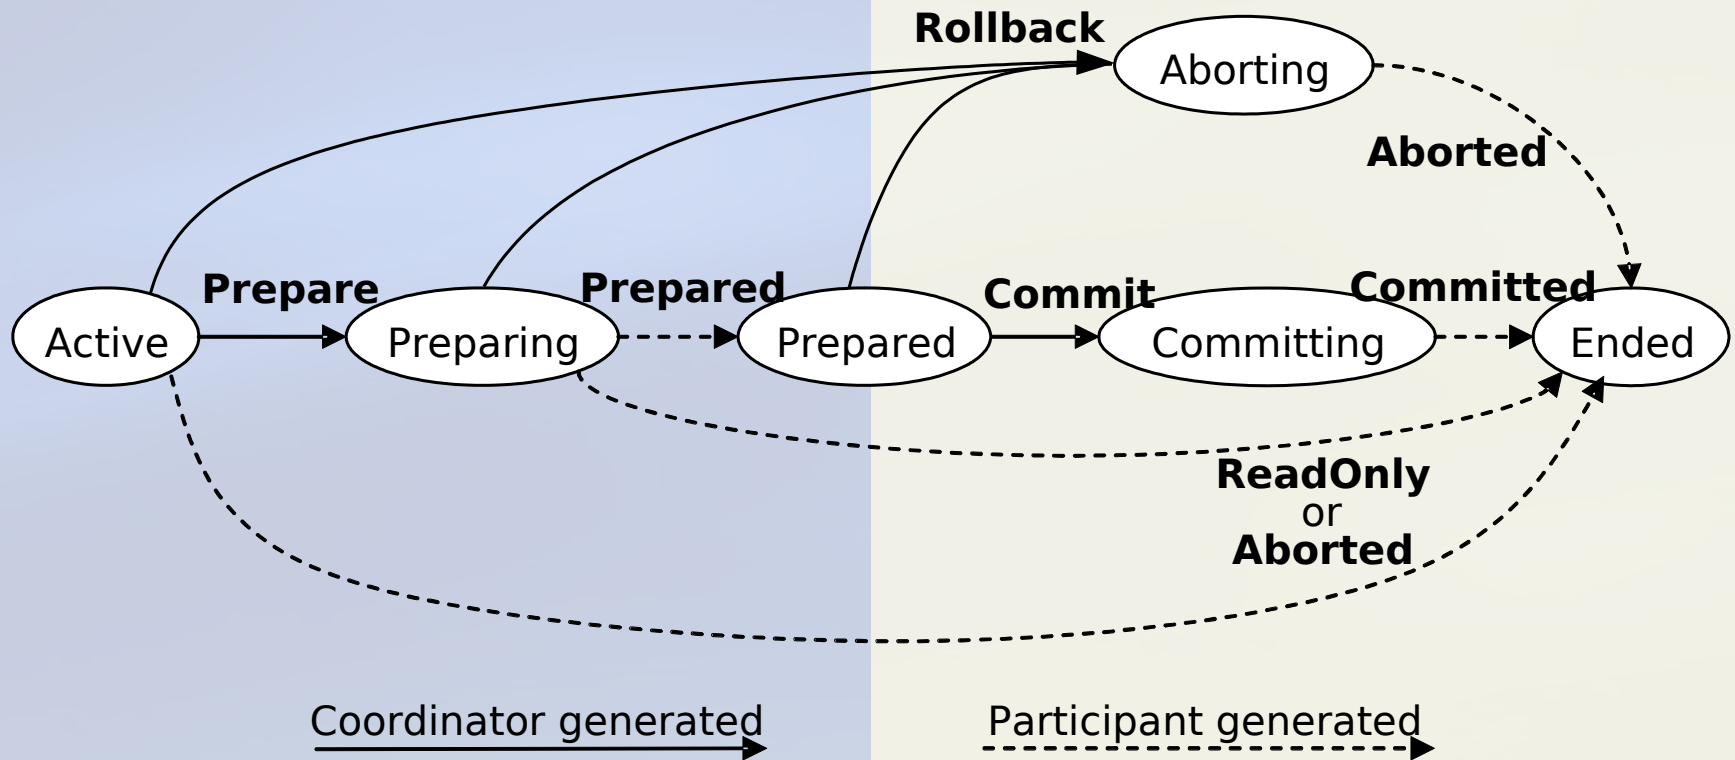 Rollback
Aborting
Aborted
Prepare
Prepared
Commit
Committed
Active
Preparing
Prepared
Committing
Ended
ReadOnly
or
Aborted
Coordinator generated
Participant generated